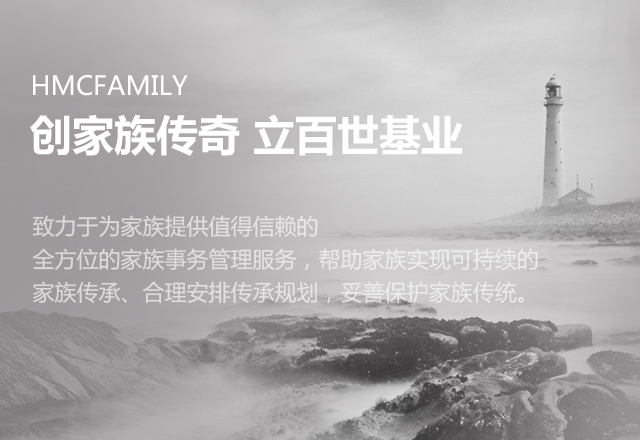 HMCFAMILY
创家族传奇 立百世基业
致力于为家族提供值得信赖的
全方位的家族事务管理服务，帮助家族实现可持续的
家族传承、合理安排传承规划，妥善保护家族传统。